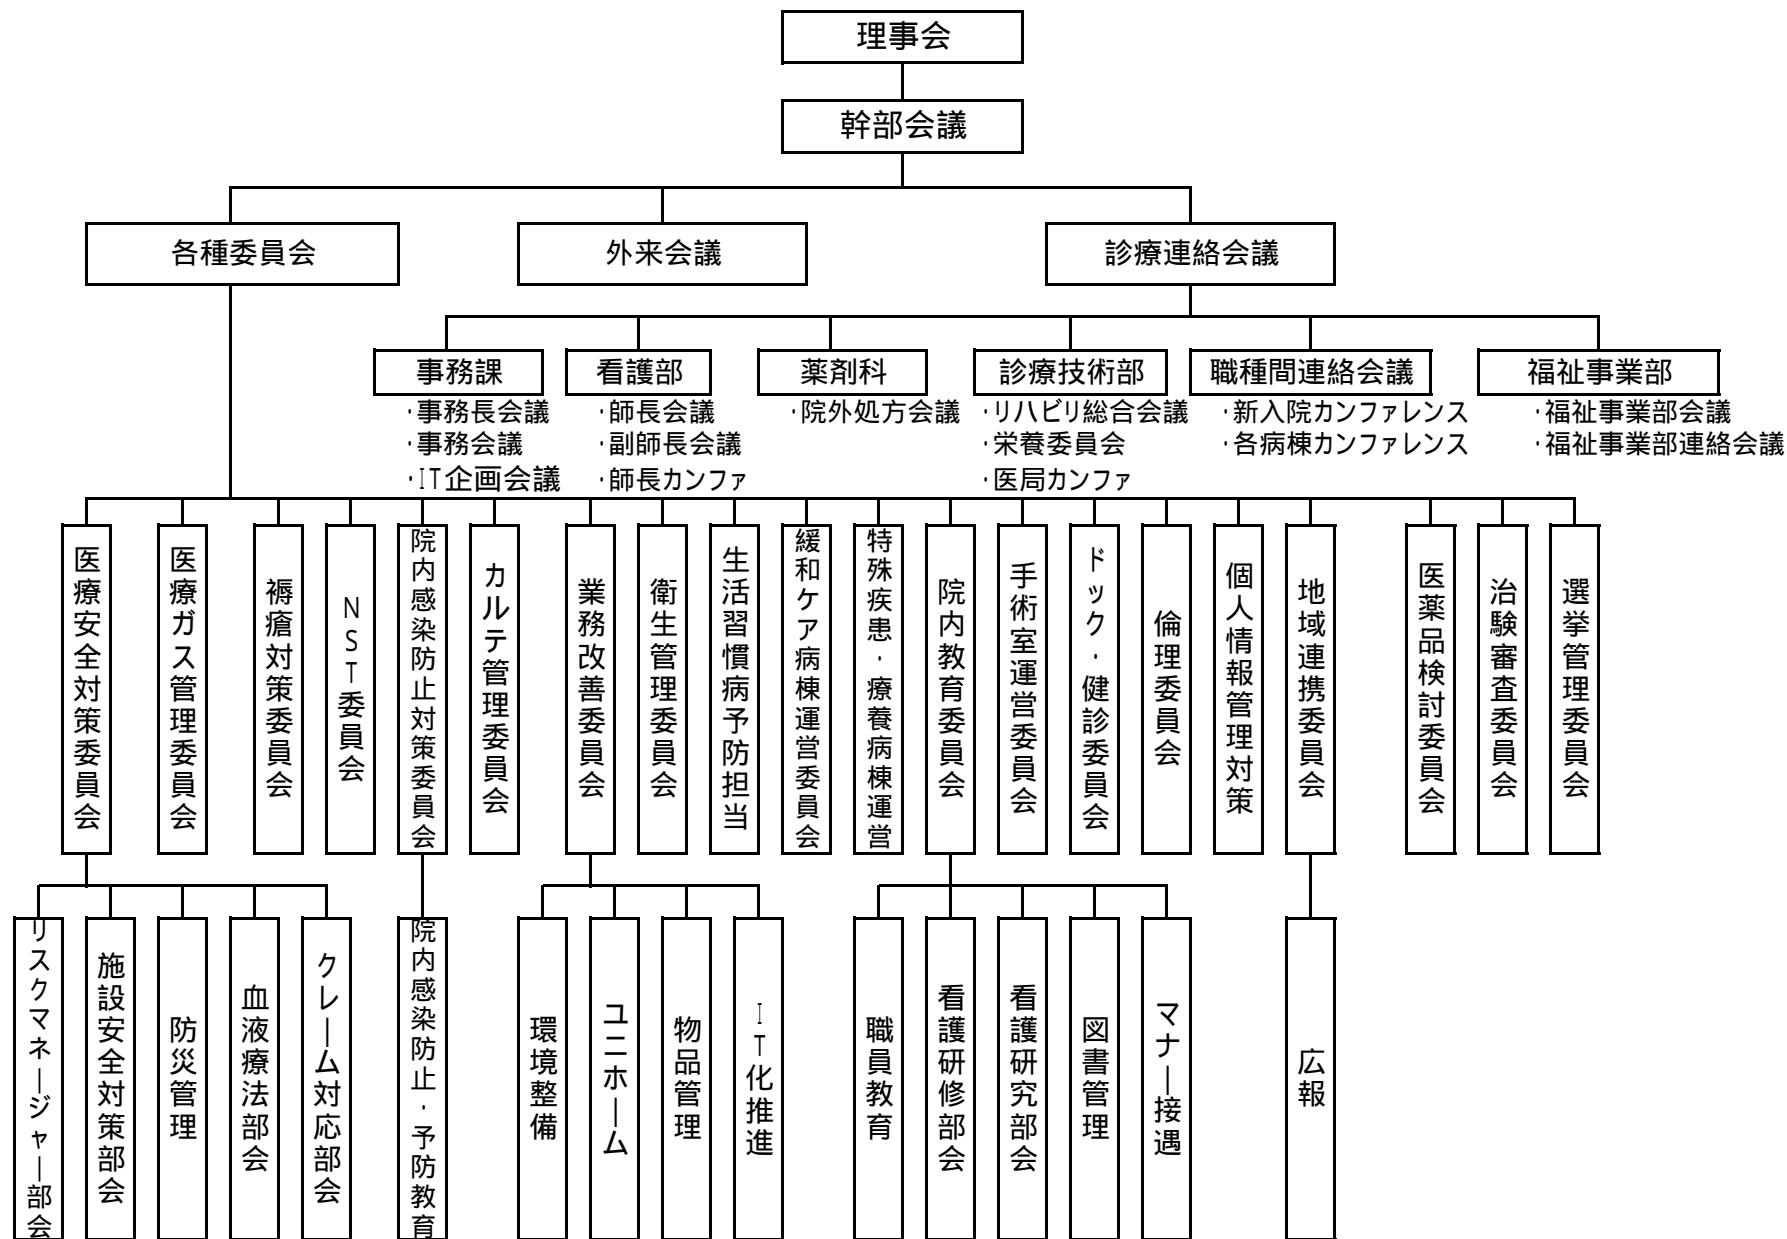 理事会
幹部会議
各種委員会
外来会議
診療連絡会議
事務課
看護部
薬剤科
診療技術部
職種間連絡会議
福祉事業部
・事務長会議
・事務会議
・IT企画会議
・師長会議
・副師長会議
・師長カンファ
・院外処方会議
・リハビリ総合会議
・栄養委員会
・医局カンファ
・新入院カンファレンス
・各病棟カンファレンス
・福祉事業部会議
・福祉事業部連絡会議
医療安全対策委員会
医療ガス管理委員会
褥瘡対策委員会
NST委員会
院内感染防止対策委員会
カルテ管理委員会
業務改善委員会
衛生管理委員会
生活習慣病予防担当
緩和ケア病棟運営委員会
特殊疾患・療養病棟運営
院内教育委員会
手術室運営委員会
ドック・健診委員会
倫理委員会
個人情報管理対策
地域連携委員会
医薬品検討委員会
治験審査委員会
選挙管理委員会
リスクマネージャー部会
施設安全対策部会
防災管理
血液療法部会
クレーム対応部会
院内感染防止・予防教育
環境整備
ユニホーム
物品管理
IT化推進
職員教育
看護研修部会
看護研究部会
図書管理
マナー接遇
広報